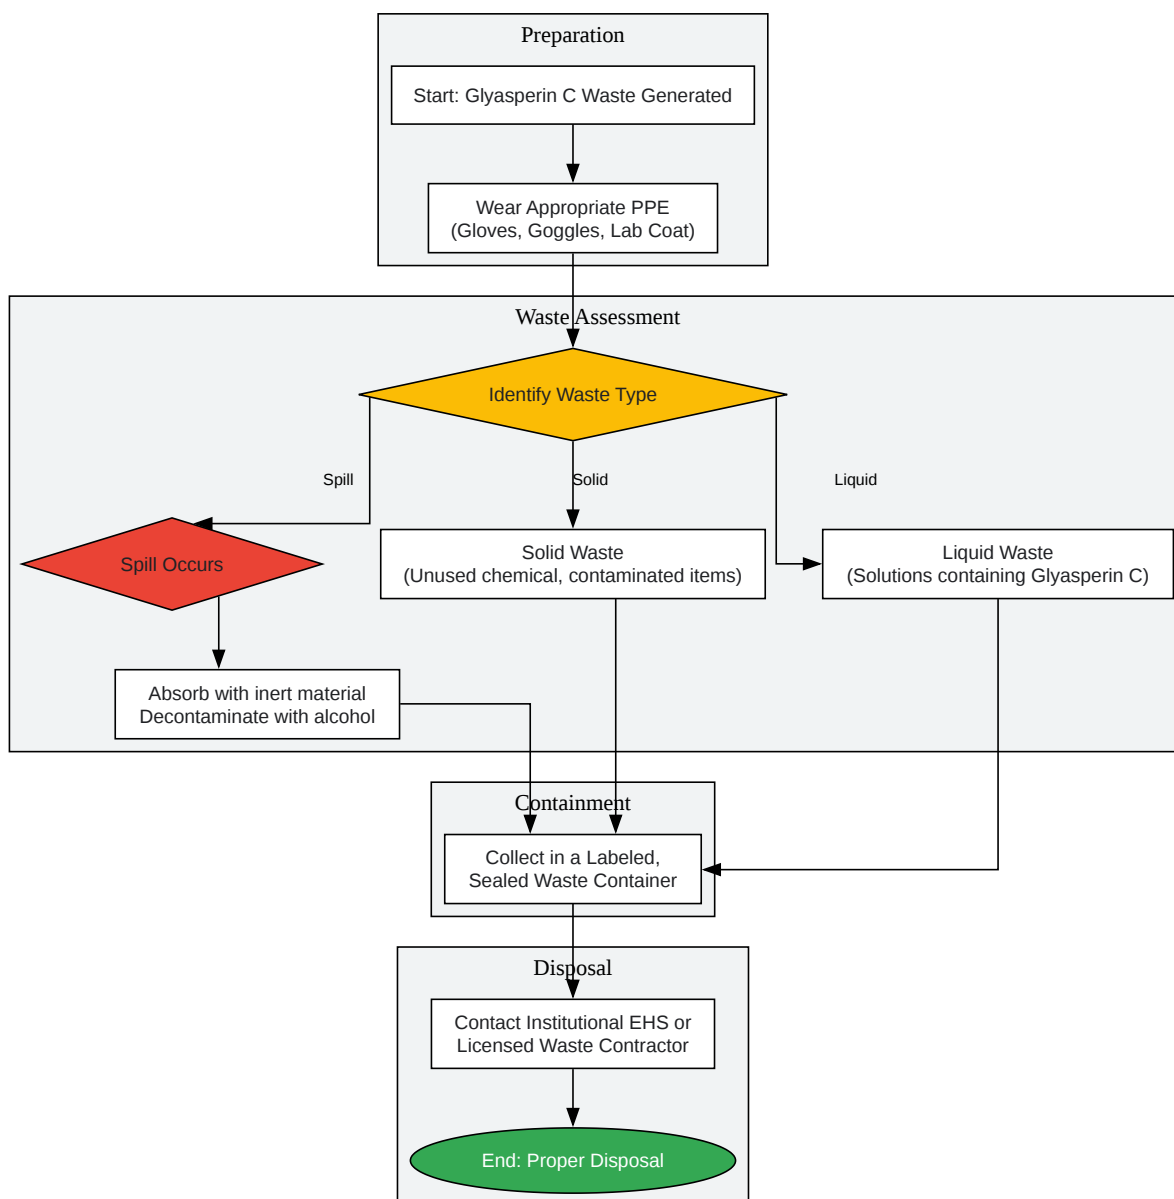 Preparation
Start: Glyasperin C Waste Generated
Wear Appropriate PPE
(Gloves, Goggles, Lab Coat)
Waste Assessment
Identify Waste Type
Spill
Solid
Liquid
Spill Occurs
Solid Waste
(Unused chemical, contaminated items)
Liquid Waste
(Solutions containing Glyasperin C)
Absorb with inert material
Decontaminate with alcohol
Containment
Collect in a Labeled,
Sealed Waste Container
Disposal
Contact Institutional EHS or
Licensed Waste Contractor
End: Proper Disposal